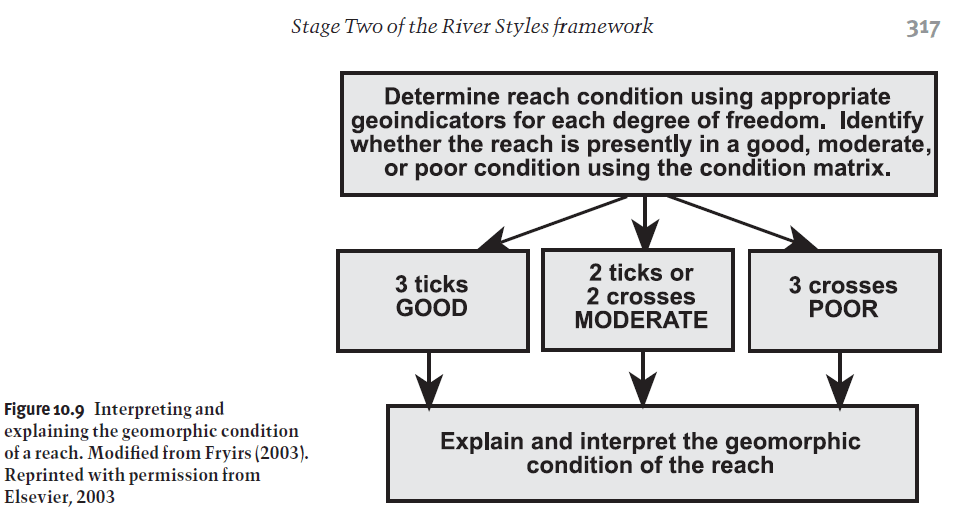 Stage Two of the River Styles framework
317
Determine reach condition using appropriate
geoindicators for each degree of freedom. Identify
whether the reach is presently in a good, moderate,
or poor condition using the condition matrix.
3 ticks
GOOD
2 ticks or
2 crosses
MODERATE
3 crosses
POOR
Explain and interpret the geomorphic
condition of the reach
Figure 10.9 Interpreting and
explaining the geomorphic condition
of a reach. Modified from Fryirs (2003).
Reprinted with permission from
Elsevier, 2003